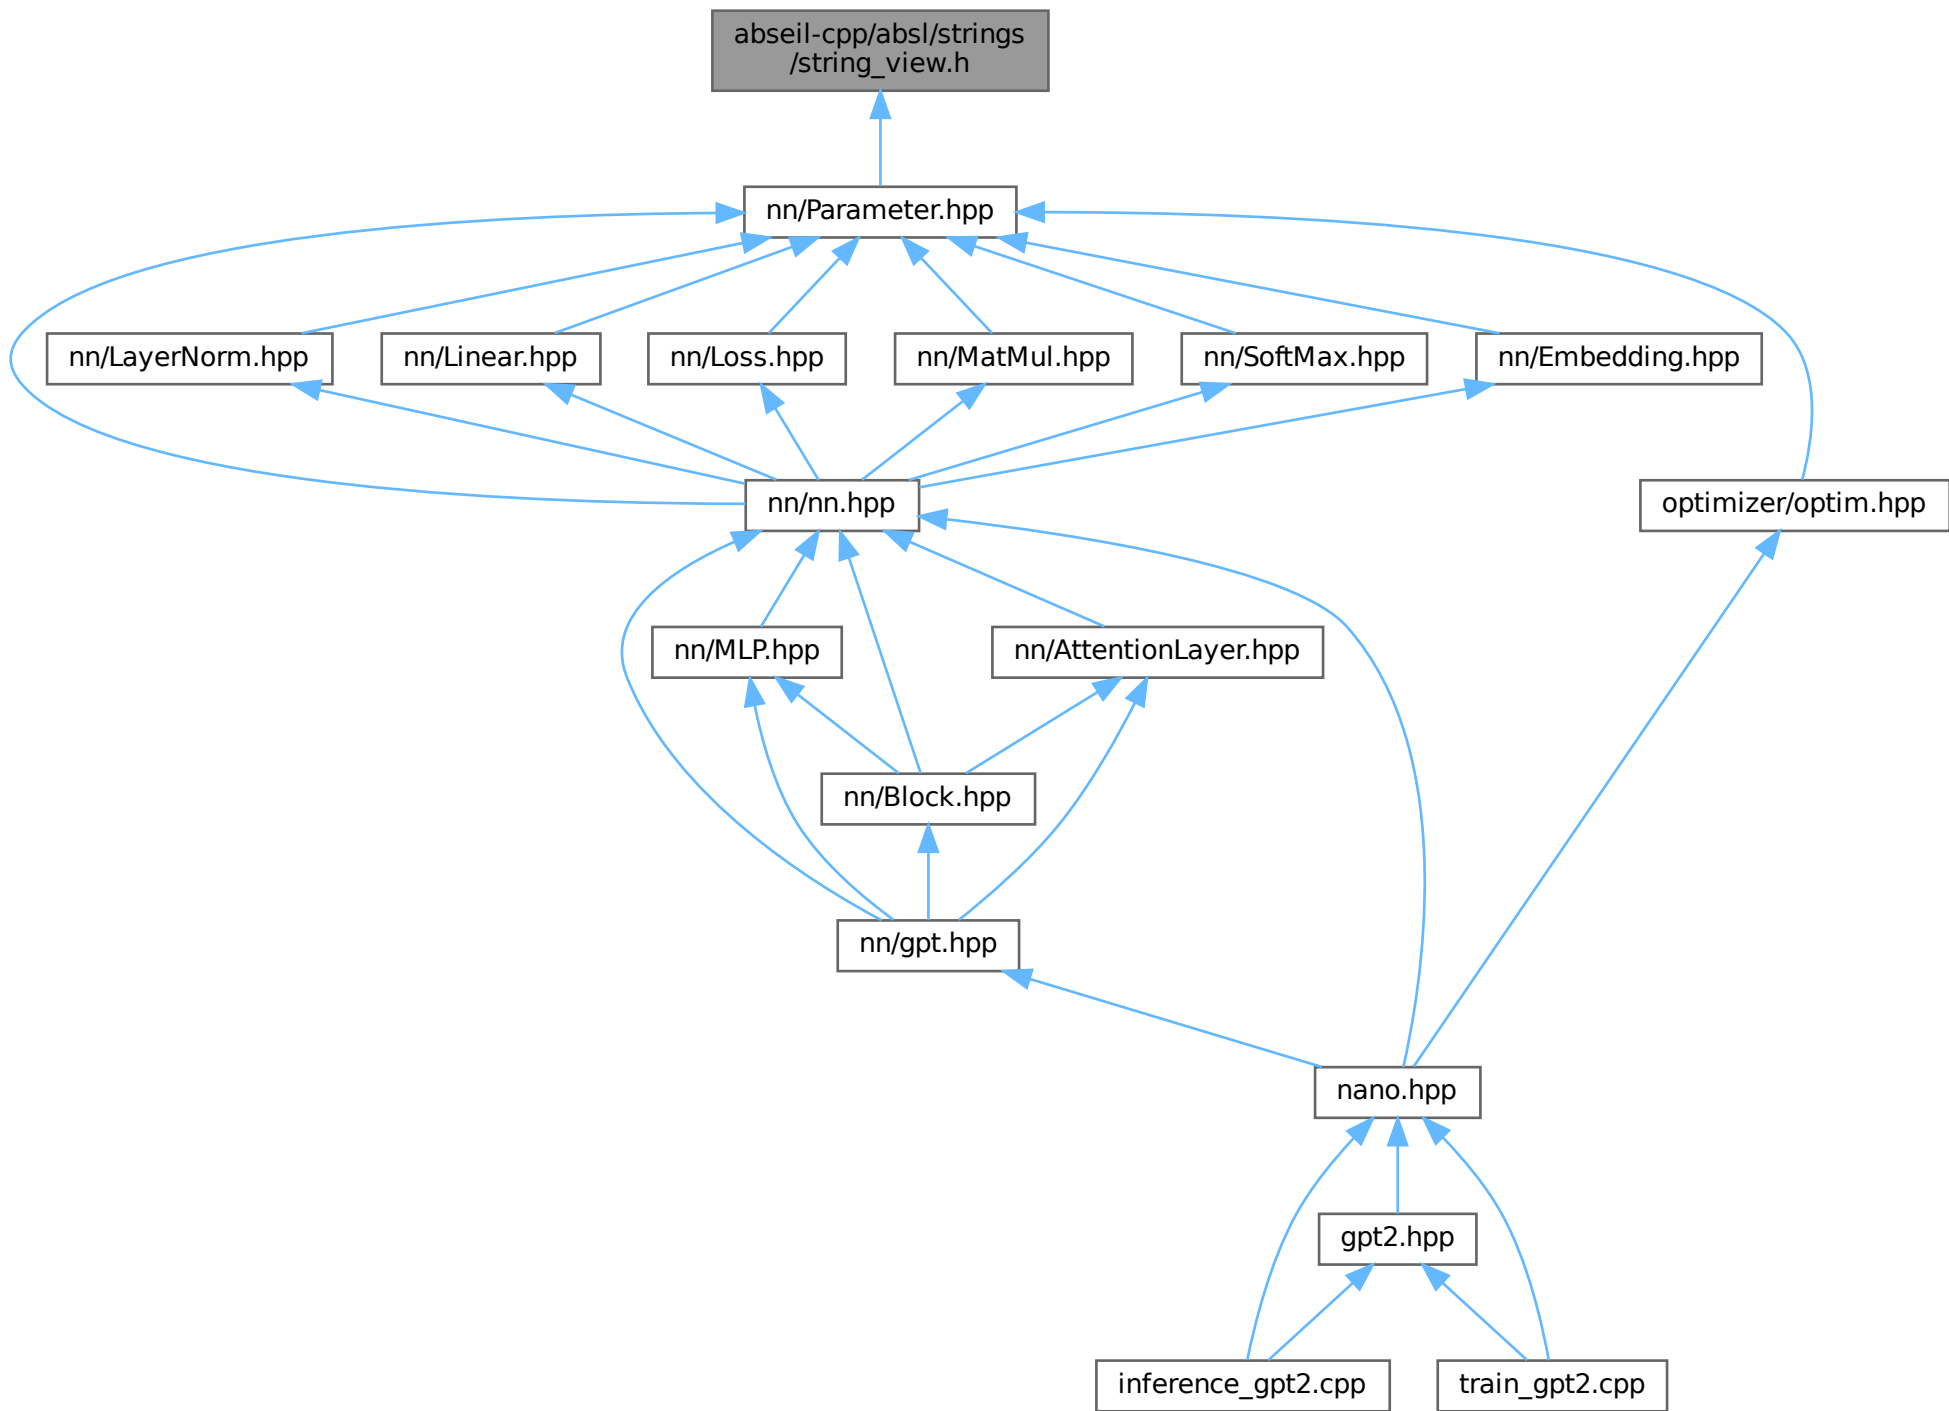 abseil-cpp/absl/strings
/string_view.h
nn/Parameter.hpp
nn/LayerNorm.hpp
nn/Linear.hpp
nn/Loss.hpp
nn/MatMul.hpp
nn/SoftMax.hpp
nn/Embedding.hpp
nn/nn.hpp
optimizer/optim.hpp
nn/MLP.hpp
nn/AttentionLayer.hpp
nn/Block.hpp
nn/gpt.hpp
nano.hpp
gpt2.hpp
inference_gpt2.cpp
train_gpt2.cpp